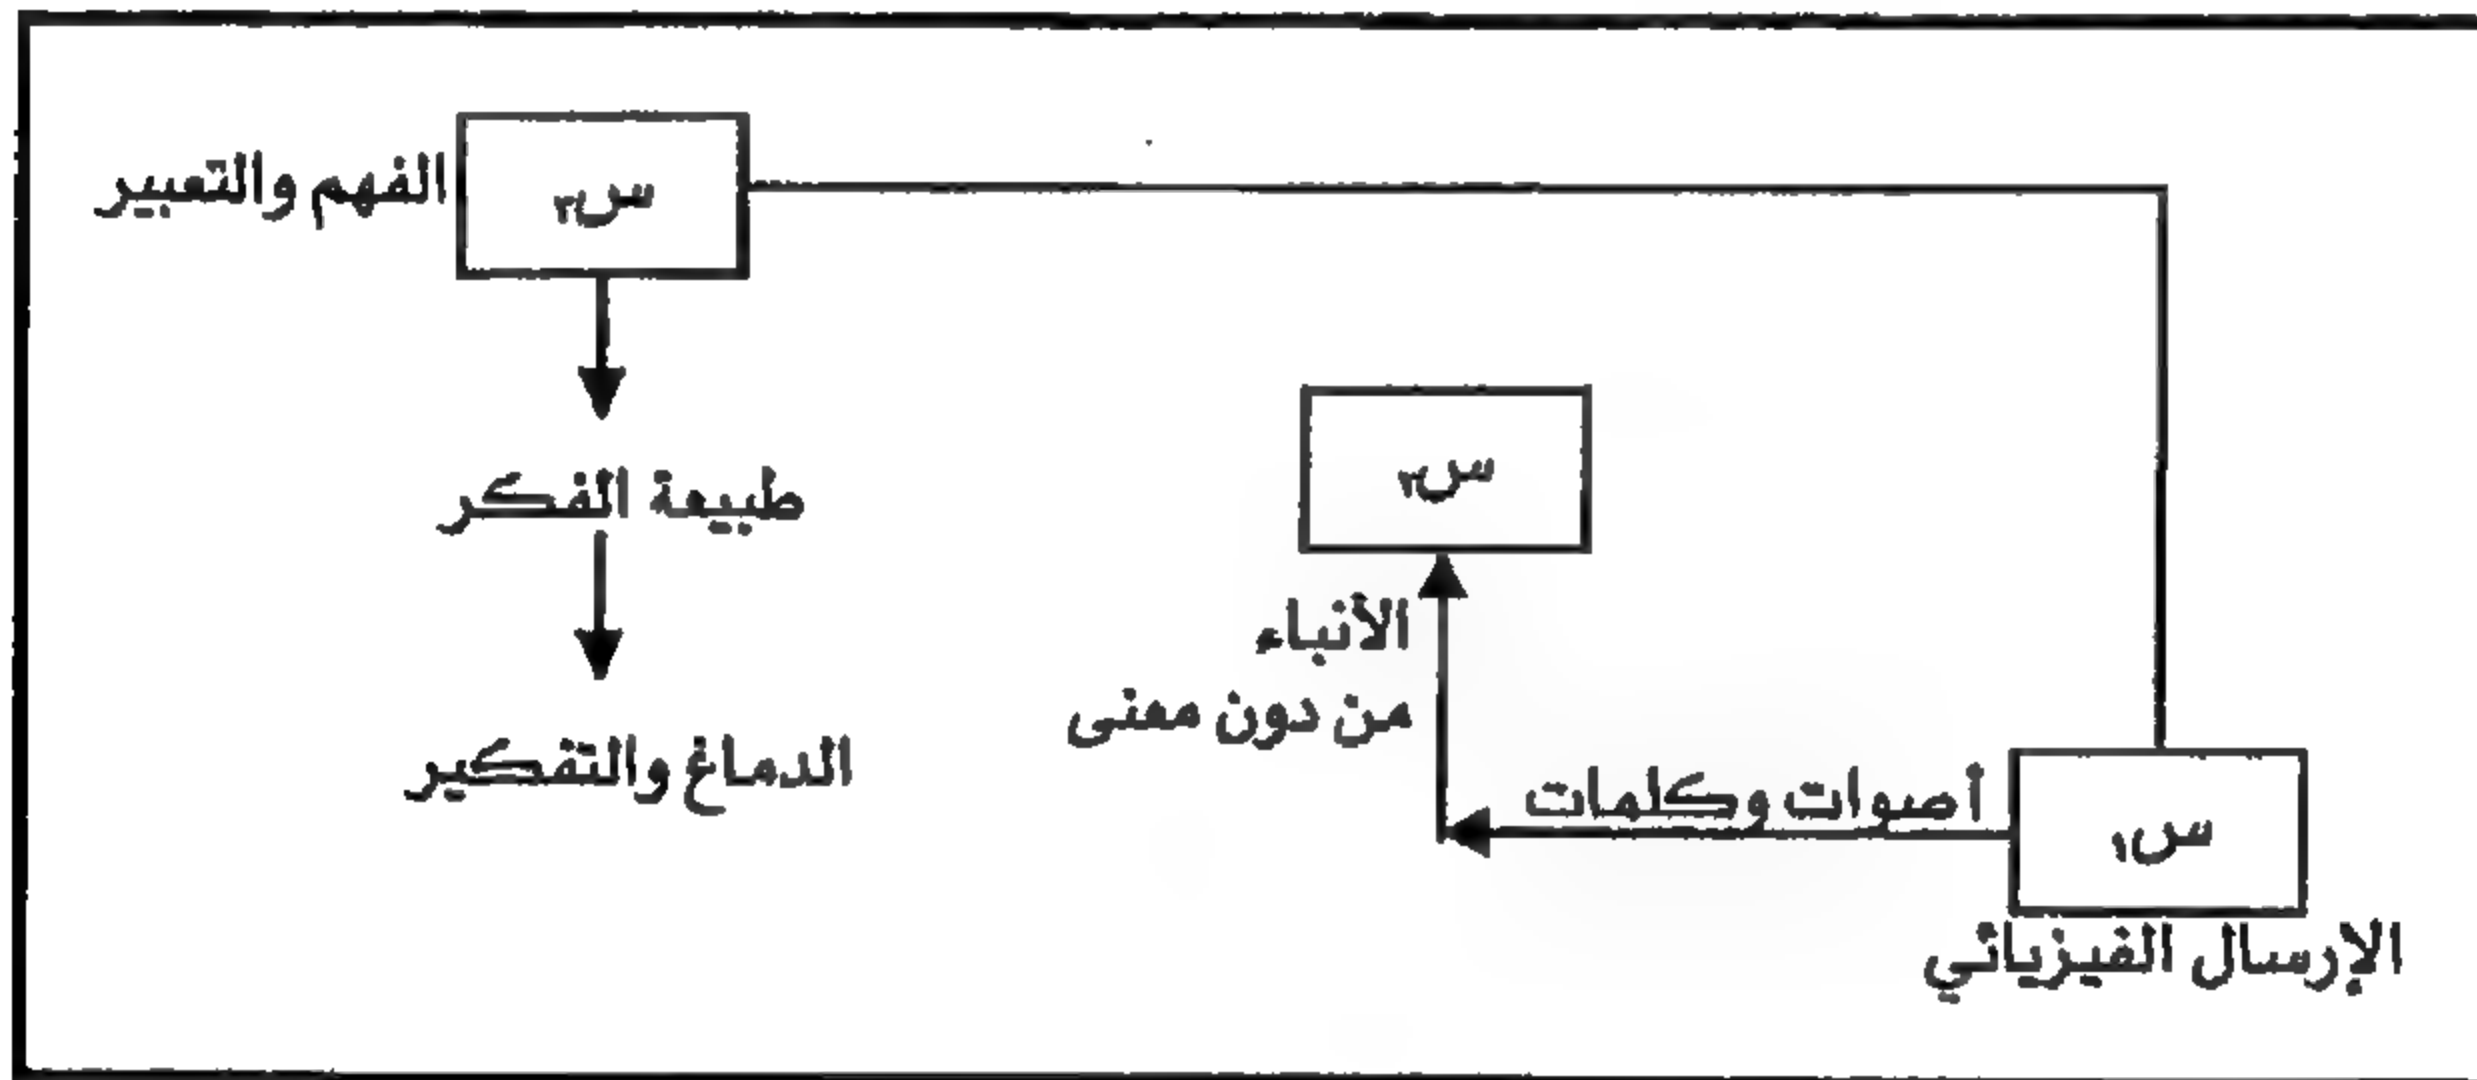 س٣
الفهم والتعبير
س٢
طبيعة الفكر
الأنباء
من دون معنى
الدماغ والتفكير
أصوات وكلمات
س١
الإرسال الفيزيائي